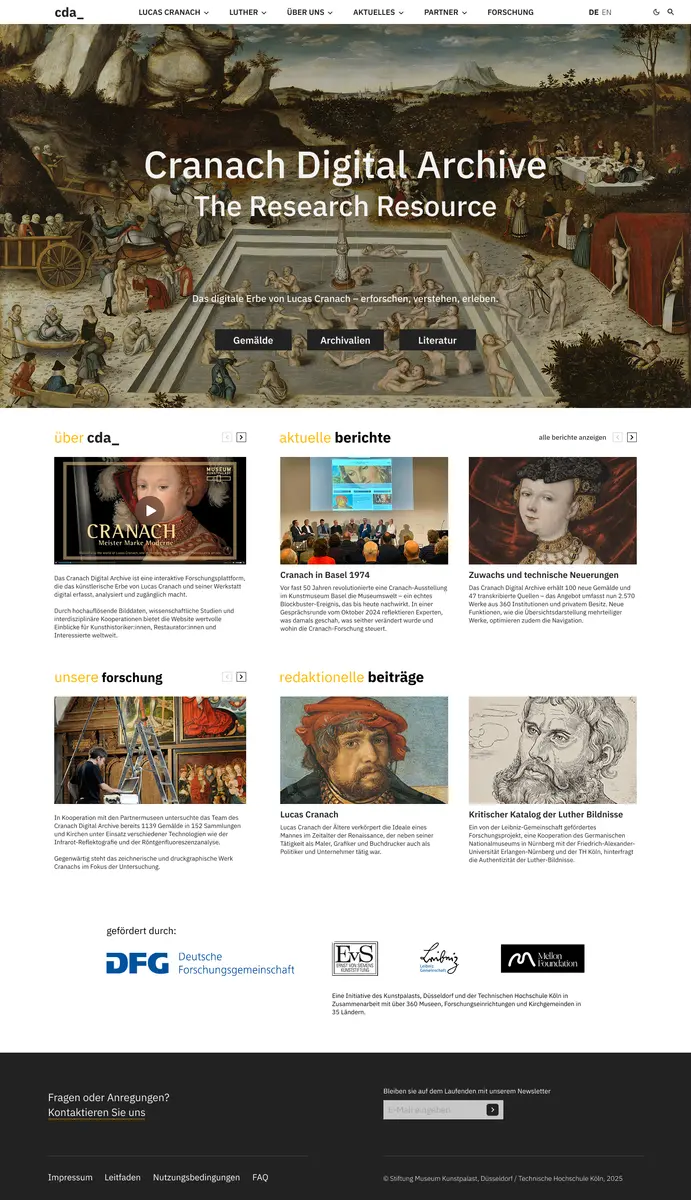 cda_
LUCAS CRANACH
LUTHER
ÜBER UNS
AKTUELLES
PARTNER
FORSCHUNG
DE EN
Cranach Digital Archive
The Research Resource
Das digitale Erbe von Lucas Cranach – erforschen, verstehen, erleben.
Gemälde
Archivalien
Literatur
über cda_
MUSEUM
KUNSTPALAST
CRANACH
Meister Marke Moderne
Das Cranach Digital Archive ist eine interaktive Forschungsplattform,
die das künstlerische Erbe von Lucas Cranach und seiner Werkstatt
digital erfasst, analysiert und zugänglich macht.
Durch hochauflösende Bilddaten, wissenschaftliche Studien und
interdisziplinäre Kooperationen bietet die Website wertvolle
Einblicke für Kunsthistoriker:innen, Restaurator:innen und
Interessierte weltweit.
aktuelle berichte
alle berichte anzeigen
Cranach in Basel 1974
Vor fast 50 Jahren revolutionierte eine Cranach-Ausstellung
im Kunstmuseum Basel die Museumswelt – ein echtes
Blockbuster-Ereignis, das bis heute nachwirkt. In einer
Gesprächsrunde vom Oktober 2024 reflektieren Experten,
was damals geschah, was seither verändert wurde und
wohin die Cranach-Forschung steuert.
Zuwachs und technische Neuerungen
Das Cranach Digital Archive erhält 100 neue Gemälde und
47 transkribierte Quellen – das Angebot umfasst nun 2.570
Werke aus 360 Institutionen und privatem Besitz. Neue
Funktionen, wie die Übersichtsdarstellung mehrteiliger
Werke, optimieren zudem die Navigation.
unsere forschung
In Kooperation mit den Partnermuseen untersuchte das Team des
Cranach Digital Archive bereits 1139 Gemälde in 152 Sammlungen
und Kirchen unter Einsatz verschiedener Technologien wie der
Infrarot-Reflektografie und der Röntgenfluoreszenzanalyse.
Gegenwärtig steht das zeichnerische und druckgraphische Werk
Cranachs im Fokus der Untersuchung.
redaktionelle beiträge
Lucas Cranach
Lucas Cranach der Ältere verkörpert die Ideale eines
Mannes im Zeitalter der Renaissance, der neben seiner
Tätigkeit als Maler, Grafiker und Buchdrucker auch als
Politiker und Unternehmer tätig war.
Kritischer Katalog der Luther Bildnisse
Ein von der Leibniz-Gemeinschaft gefördertes
Forschungsprojekt, eine Kooperation des Germanischen
Nationalmuseums in Nürnberg mit der Friedrich-Alexander-
Universität Erlangen-Nürnberg und der TH Köln, hinterfragt
die Authentizität der Luther-Bildnisse.
gefördert durch:
DFG Deutsche
Forschungsgemeinschaft
EvS
ERNST VON SIEMENS
KUNSTSTIFTUNG
Leibniz
Leibniz
Gemeinschaft
Mellon
Foundation
Eine Initiative des Kunstpalasts, Düsseldorf und der Technischen Hochschule Köln in
Zusammenarbeit mit über 360 Museen, Forschungseinrichtungen und Kirchgemeinden in
35 Ländern.
Fragen oder Anregungen?
Kontaktieren Sie uns
Bleiben sie auf dem Laufenden mit unserem Newsletter
E-Mail eingeben
Impressum
Leitfaden
Nutzungsbedingungen
FAQ
© Stiftung Museum Kunstpalast, Düsseldorf / Technische Hochschule Köln, 2025